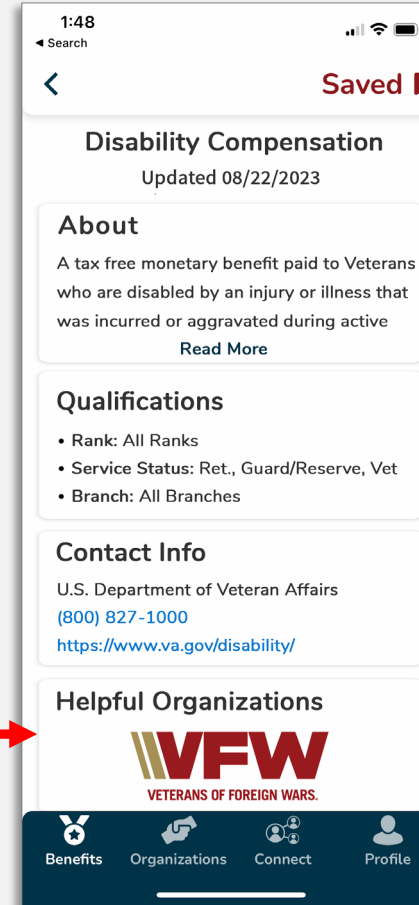 1:48
◀ Search
Saved
Disability Compensation
Updated 08/22/2023
About
A tax free monetary benefit paid to Veterans
who are disabled by an injury or illness that
was incurred or aggravated during active
Read More
Qualifications
• Rank: All Ranks
• Service Status: Ret., Guard/Reserve, Vet
• Branch: All Branches
Contact Info
U.S. Department of Veteran Affairs
(800) 827-1000
https://www.va.gov/disability/
Helpful Organizations
VFW
VETERANS OF FOREIGN WARS.
Benefits Organizations Connect Profile